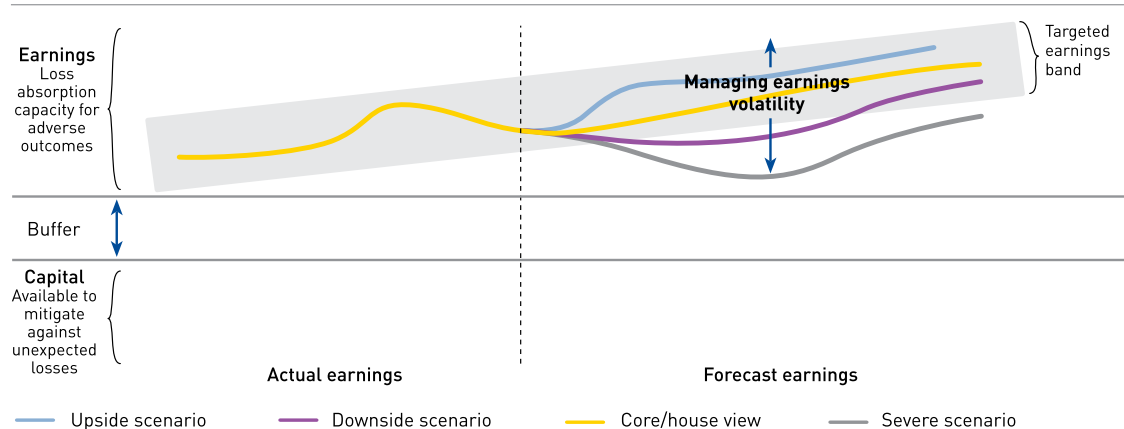 Earnings
Loss
absorption
capacity for
adverse
outcomes
Targeted
earnings
band
Managing earnings
volatility
Buffer
Capital
Available to
mitigate
against
unexpected
losses
Actual earnings
Forecast earnings
Upside scenario
Downside scenario
Core/house view
Severe scenario